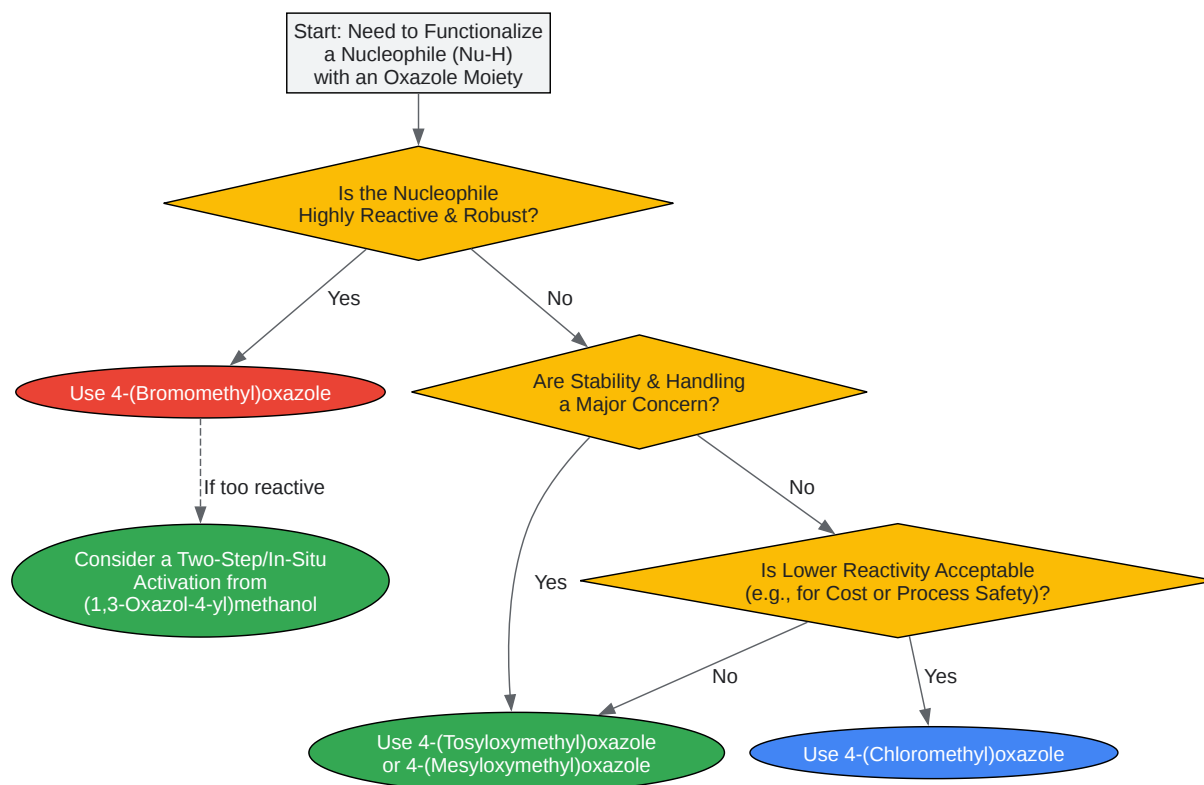 Start: Need to Functionalize
a Nucleophile (Nu-H)
with an Oxazole Moiety
Is the Nucleophile
Highly Reactive & Robust?
Yes
No
Use 4-(Bromomethyl)oxazole
Are Stability & Handling
a Major Concern?
If too reactive
No
Consider a Two-Step/In-Situ
Activation from
(1,3-Oxazol-4-yl)methanol
Yes
Is Lower Reactivity Acceptable
(e.g., for Cost or Process Safety)?
No
Yes
Use 4-(Tosyloxymethyl)oxazole
or 4-(Mesyloxymethyl)oxazole
Use 4-(Chloromethyl)oxazole